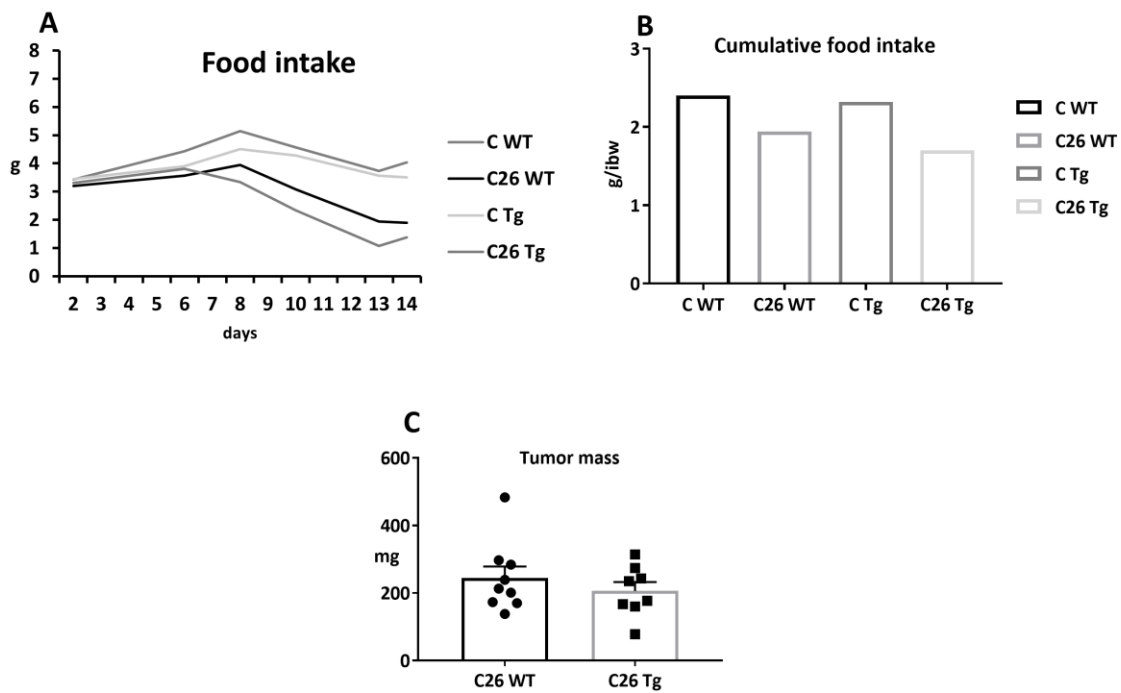 A
Food intake
8
7
6
5
4
3
2
1
0
g
2 3 4 5 6 7 8 9 10 11 12 13 14
days
C WT
C26 WT
C Tg
C26 Tg
B
Cumulative food intake
3
2
1
0
g/ibw
C WT C26 WT C Tg C26 Tg
C WT
C26 WT
C Tg
C26 Tg
C
Tumor mass
600
400
mg
200
0
C26 WT C26 Tg